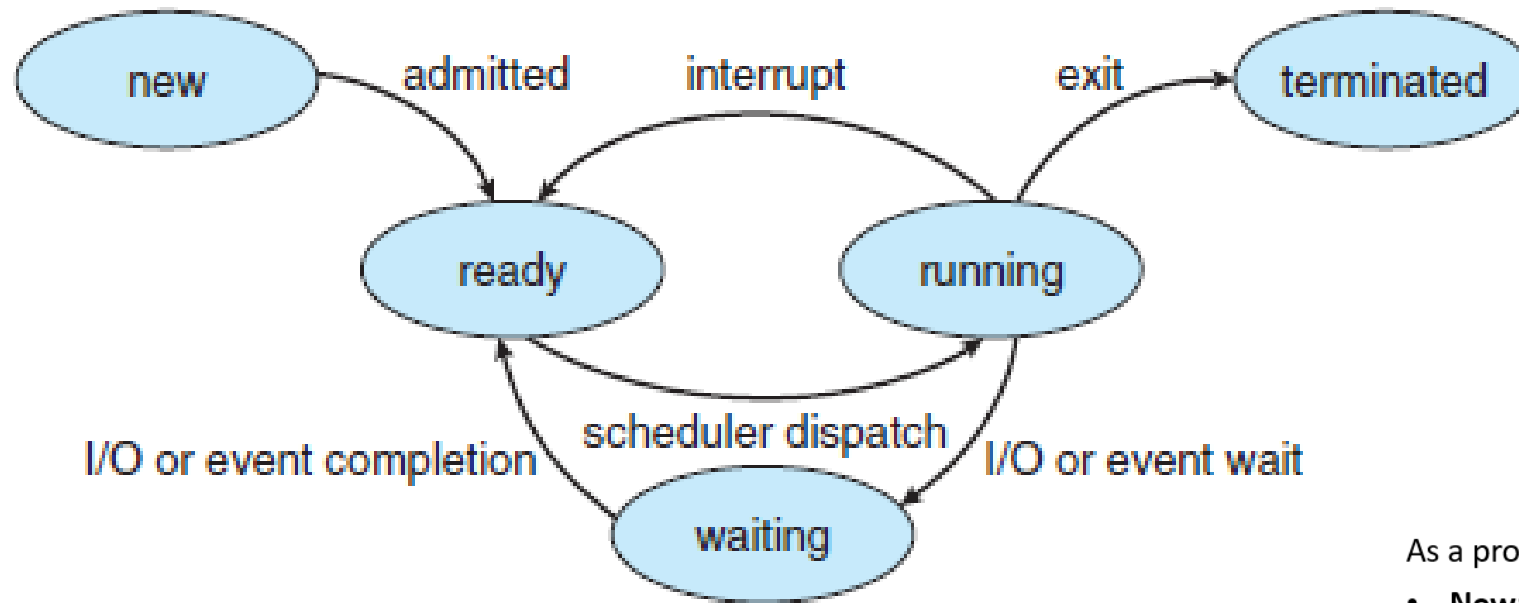 new
admitted
interrupt
exit
terminated
ready
running
scheduler dispatch
I/O or event completion
I/O or event wait
waiting
As a pro
• New